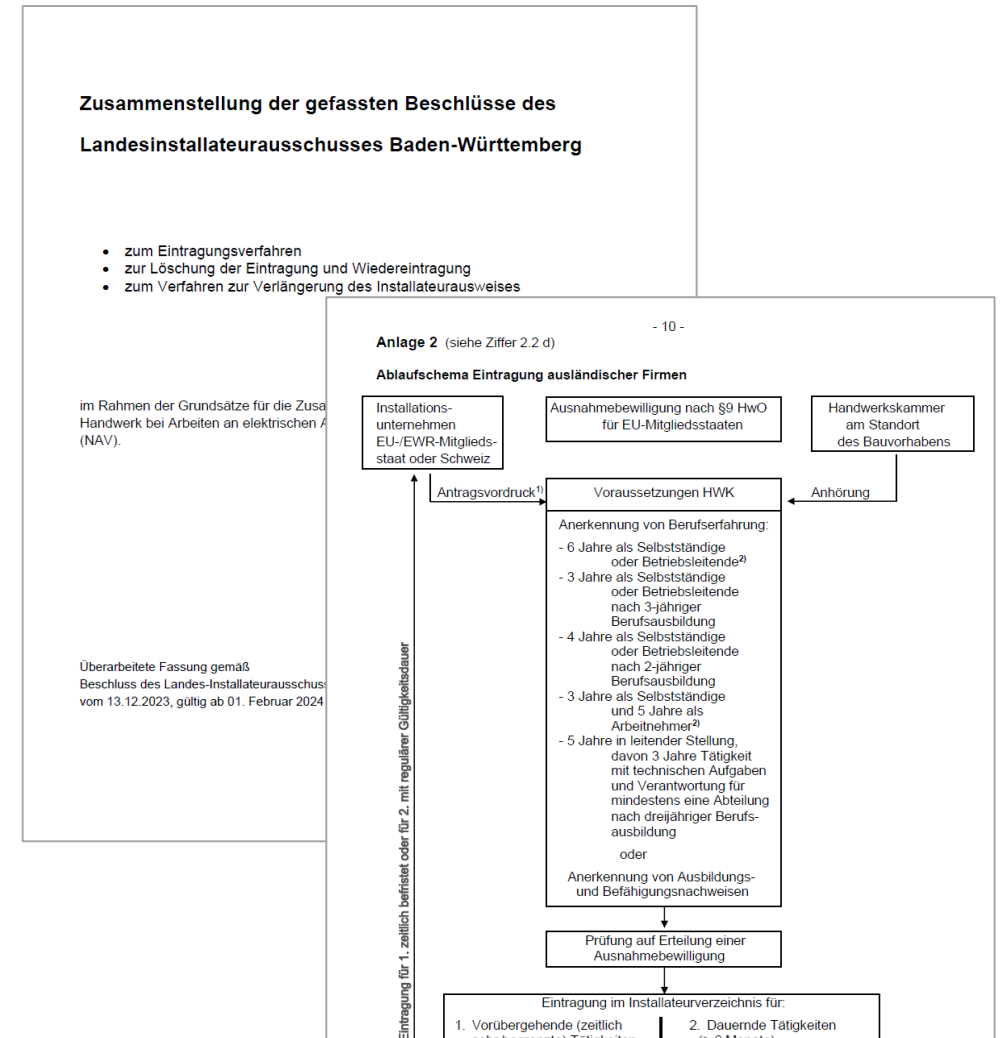 Zusammenstellung der gefassten Beschlüsse des
Landesinstallateurausschusses Baden-Württemberg
• zum Eintragungsverfahren
• zur Löschung der Eintragung und Wiedereintragung
• zum Verfahren zur Verlängerung des Installateurausweises
im Rahmen der Grundsätze für die
Handwerk bei Arbeiten an elektrischen
(NAV).
Überarbeitete Fassung gemäß
Beschluss des
vom 13.12.2023, gültig ab 01. Februar 2024
- 10 -
Anlage 2 (siehe Ziffer 2.2 d)
Ablaufschema Eintragung ausländischer Firmen
Installations-
unternehmen
EU-/EWR-Mitglieds-
staat oder Schweiz
Ausnahmebewilligung nach §9 HwO
für EU-Mitgliedsstaaten
Handwerkskammer
am Standort
des Bauvorhabens
Antragsvordruck1)
Voraussetzungen HWK
Anhörung
Anerkennung von Berufserfahrung:
- 6 Jahre als Selbstständige
oder Betriebsleitende2)
- 3 Jahre als Selbstständige
oder Betriebsleitende
nach 3-jähriger
Berufsausbildung
- 4 Jahre als Selbstständige
oder Betriebsleitende
nach 2-jähriger
Berufsausbildung
- 3 Jahre als Selbstständige
und 5 Jahre als
Arbeitnehmer2)
- 5 Jahre in leitender Stellung,
davon 3 Jahre Tätigkeit
mit technischen Aufgaben
und Verantwortung für
mindestens eine Abteilung
nach dreijähriger Berufs-
ausbildung
oder
Anerkennung von Ausbildungs-
und Befähigungsnachweisen
Prüfung auf Erteilung einer
Ausnahmebewilligung
Eintragung im Installateurverzeichnis für:
1. Vorübergehende (zeitlich
2. Dauernde Tätigkeiten
Eintragung für 1. zeitlich befristet oder für 2. mit regulärer Gültigkeitsdauer